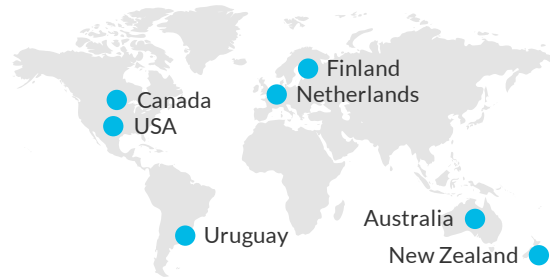 Finland
Netherlands
Canada
USA
Australia
Uruguay
New Zealand